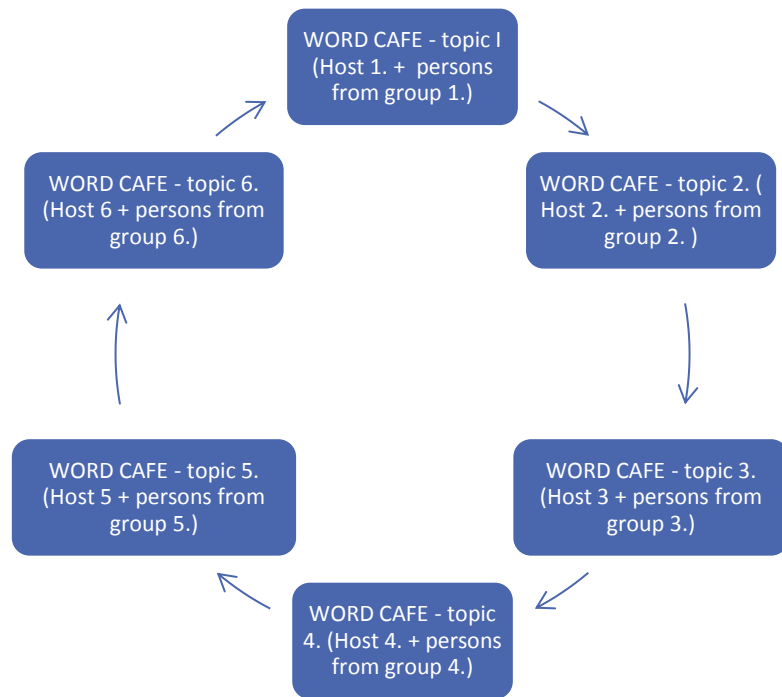 WORD CAFE - topic I
(Host 1. +  persons
from group 1.)
WORD CAFE - topic 2. (
Host 2. + persons from
group 2. )
WORD CAFE - topic 3.
(Host 3 + persons from
group 3.)
WORD CAFE - topic
4. (Host 4. + persons
from group 4.)
WORD CAFE - topic 5.
(Host 5 + persons from
group 5.)
WORD CAFE - topic 6.
(Host 6 + persons from
group 6.)